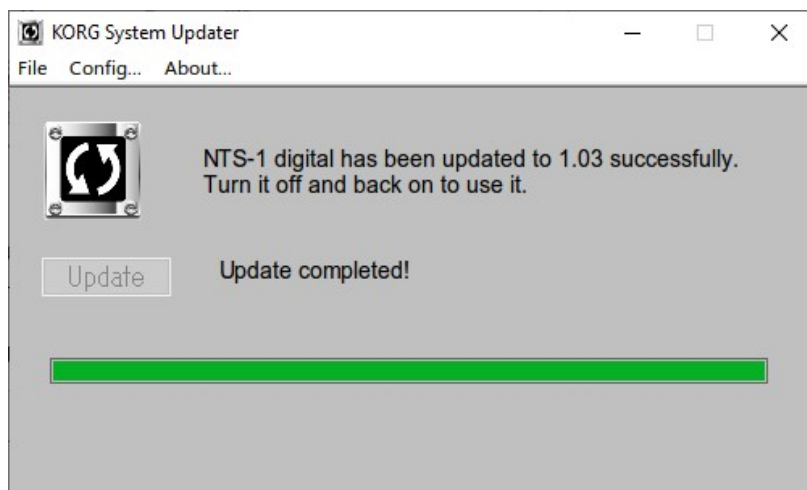 KORG System Updater
File Config... About...
NTS-1 digital has been updated to 1.03 successfully.
Turn it off and back on to use it.
Update
Update completed!